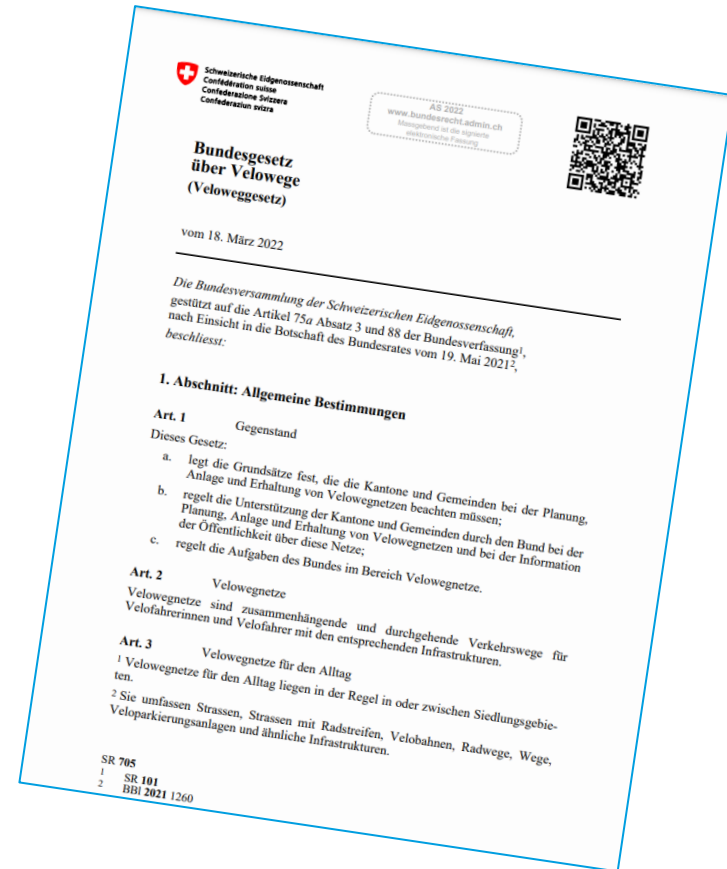 Schweizerische Eidgenossenschaft
Confédération suisse
Confederazione Svizzera
Confederaziun svizra
AS 2022
www.bundesrecht.admin.ch
Massgebend ist die signierte
elektronische Fassung
Bundesgesetz
über Velowege
(Veloweggesetz)
vom 18. März 2022
Die Bundesversammlung der Schweizerischen Eidgenossenschaft,
gestützt auf die Artikel 75a Absatz 3 und 88 der Bundesverfassung¹,
nach Einsicht in die Botschaft des Bundesrates vom 19. Mai 2021²,
beschliesst:
1. Abschnitt: Allgemeine Bestimmungen
Art. 1 Gegenstand
Dieses Gesetz:
a. legt die Grundsätze fest, die die Kantone und Gemeinden bei der Planung,
Anlage und Erhaltung von Velowegnetzen beachten müssen;
b. regelt die Unterstützung der Kantone und Gemeinden durch den Bund bei der
Planung, Anlage und Erhaltung von Velowegnetzen und bei der Information
der Öffentlichkeit über diese Netze;
c. regelt die Aufgaben des Bundes im Bereich Velowegnetze.
Art. 2 Velowegnetze
Velowegnetze sind zusammenhängende und durchgehende Verkehrswege für
Velofahrerinnen und Velofahrer mit den entsprechenden Infrastrukturen.
Art. 3 Velowegnetze für den Alltag
¹ Velowegnetze für den Alltag liegen in der Regel in oder zwischen Siedlungsgebie-
ten.
² Sie umfassen Strassen, Strassen mit Radstreifen, Velobahnen, Radwege, Wege,
Veloparkierungsanlagen und ähnliche Infrastrukturen.
SR 705
1 SR 101
2 BBl 2021 1260